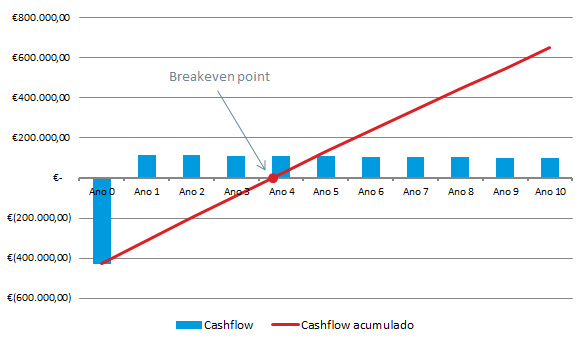 €800.000,00
€600.000,00
€400.000,00
Breakeven point
€200.000,00
€-
Ano 0 Ano 1 Ano 2 Ano 3 Ano 4 Ano 5 Ano 6 Ano 7 Ano 8 Ano 9 Ano 10
€(200.000,00)
€(400.000,00)
€(600.000,00)
Cashflow Cashflow acumulado